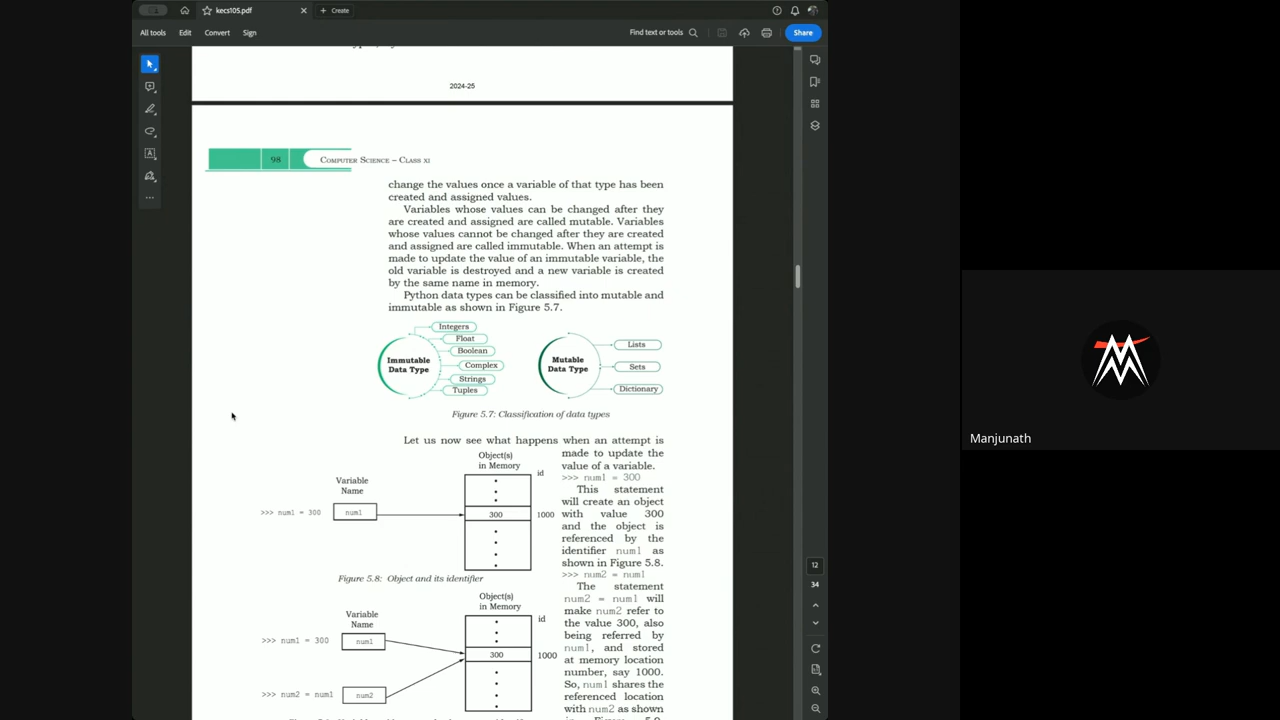 kecs105.pdf
Create
All tools
Edit
Convert
Sign
Find text or tools
Share
2024-25
98
Computer Science – Class xi
change the values once a variable of that type has been
created and assigned values.
Variables whose values can be changed after they
are created and assigned are called mutable. Variables
whose values cannot be changed after they are created
and assigned are called immutable. When an attempt is
made to update the value of an immutable variable, the
old variable is destroyed and a new variable is created
by the same name in memory.
Python data types can be classified into mutable and
immutable as shown in Figure 5.7.
Immutable
Data Type
Integers
Float
Boolean
Complex
Strings
Tuples
Mutable
Data Type
Lists
Sets
Dictionary
Figure 5.7: Classification of data types
Let us now see what happens when an attempt is
made to update the
value of a variable.
>>> num1 = 300
This statement
will create an object
with value 300
and the object is
referenced by the
identifier num1 as
shown in Figure 5.8.
>>> num2 = num1
The statement
num2 = num1 will
make num2 refer to
the value 300, also
being referred by
num1, and stored
at memory location
number, say 1000.
So, num1 shares the
referenced location
with num2 as shown
Object(s)
in Memory
id
Variable
Name
>>> num1 = 300
num1
300
1000
Figure 5.8: Object and its identifier
Object(s)
in Memory
id
Variable
Name
>>> num1 = 300
num1
300
1000
>>> num2 = num1
num2
12
34
Manjunath